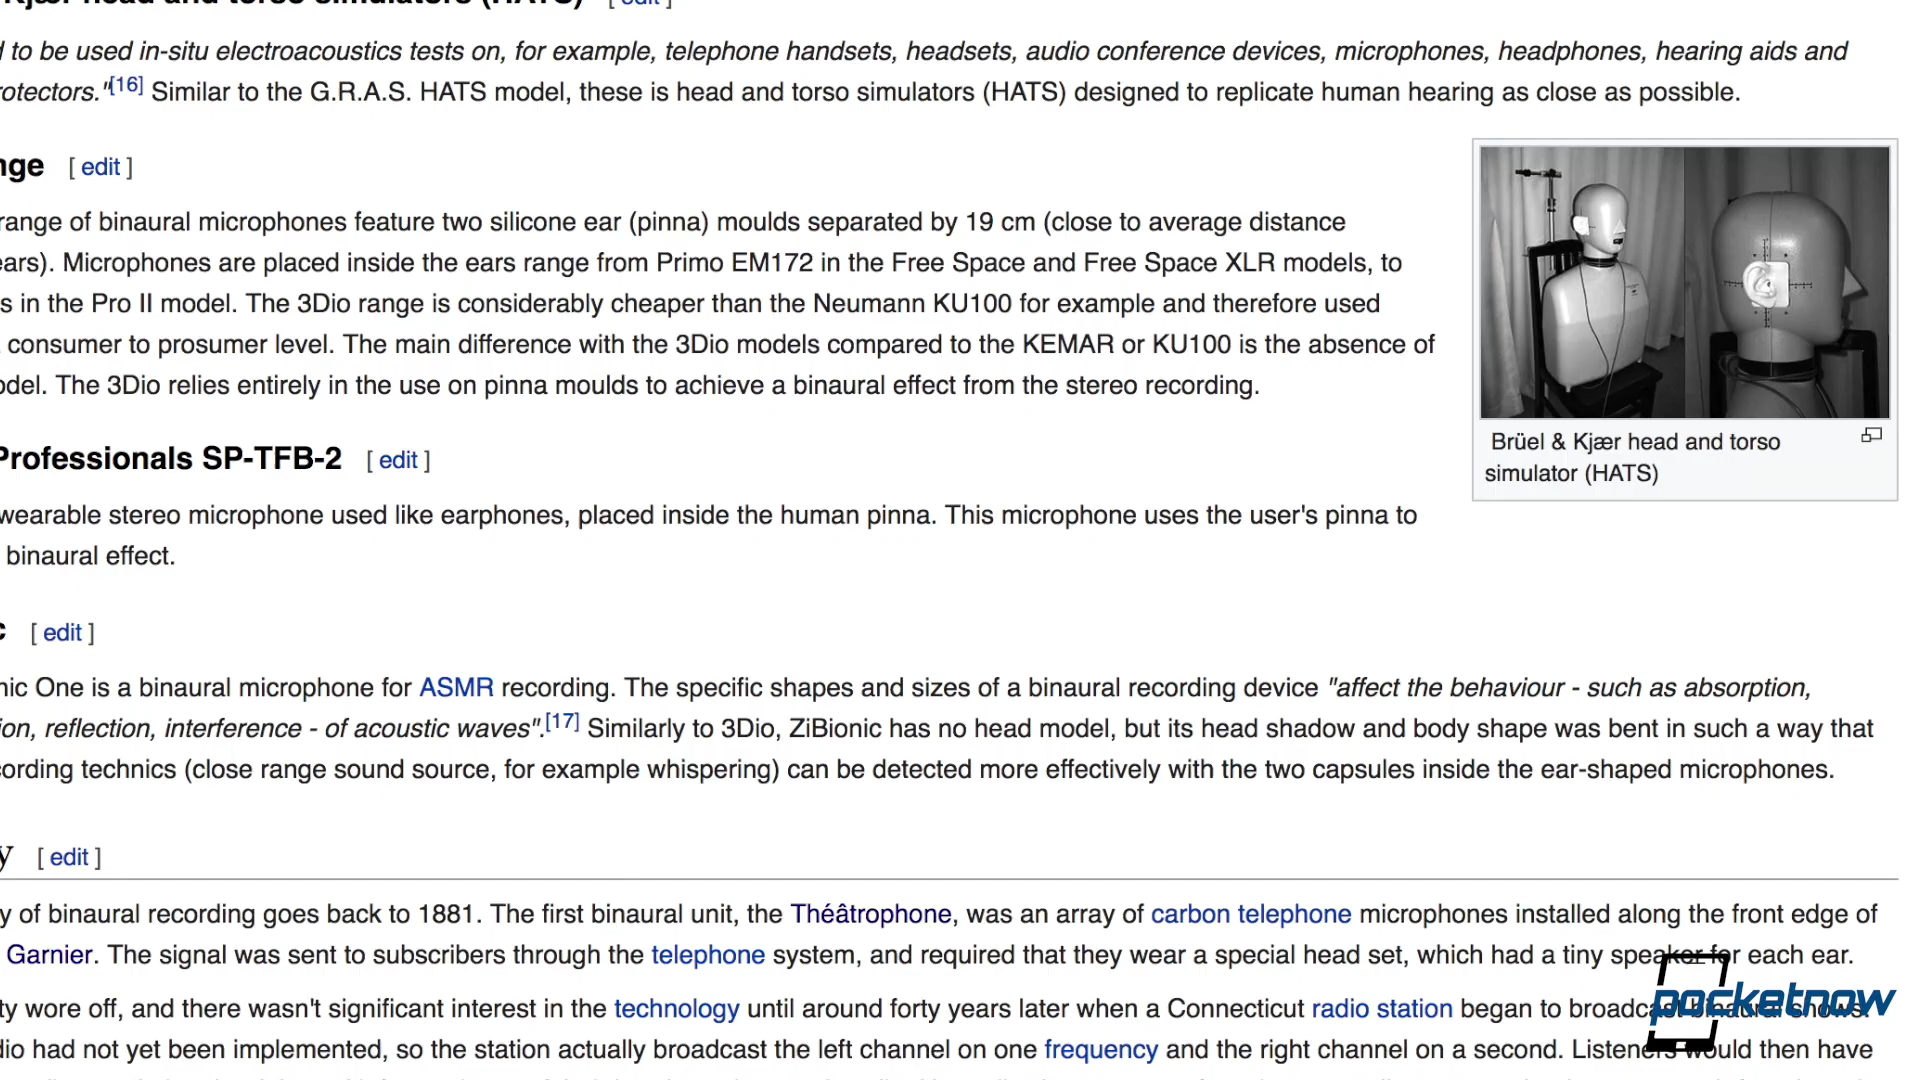 Kjær head and torso simulators (HATS) [ edit ]
to be used in-situ electroacoustics tests on, for example, telephone handsets, headsets, audio conference devices, microphones, headphones, hearing aids and
otectors."[16] Similar to the G.R.A.S. HATS model, these is head and torso simulators (HATS) designed to replicate human hearing as close as possible.
nge [ edit ]
range of binaural microphones feature two silicone ear (pinna) moulds separated by 19 cm (close to average distance
ears). Microphones are placed inside the ears range from Primo EM172 in the Free Space and Free Space XLR models, to
s in the Pro II model. The 3Dio range is considerably cheaper than the Neumann KU100 for example and therefore used
consumer to prosumer level. The main difference with the 3Dio models compared to the KEMAR or KU100 is the absence of
odel. The 3Dio relies entirely in the use on pinna moulds to achieve a binaural effect from the stereo recording.
Brüel & Kjær head and torso
simulator (HATS)
Professionals SP-TFB-2 [ edit ]
wearable stereo microphone used like earphones, placed inside the human pinna. This microphone uses the user's pinna to
binaural effect.
c [ edit ]
nic One is a binaural microphone for ASMR recording. The specific shapes and sizes of a binaural recording device "affect the behaviour - such as absorption,
ion, reflection, interference - of acoustic waves".[17] Similarly to 3Dio, ZiBionic has no head model, but its head shadow and body shape was bent in such a way that
cording technics (close range sound source, for example whispering) can be detected more effectively with the two capsules inside the ear-shaped microphones.
y [ edit ]
y of binaural recording goes back to 1881. The first binaural unit, the Théâtrophone, was an array of carbon telephone microphones installed along the front edge of
Garnier. The signal was sent to subscribers through the telephone system, and required that they wear a special head set, which had a tiny speaker for each ear.
ty wore off, and there wasn't significant interest in the technology until around forty years later when a Connecticut radio station began to broadcast binaural shows.
dio had not yet been implemented, so the station actually broadcast the left channel on one frequency and the right channel on a second. Listeners would then have
pocketnow